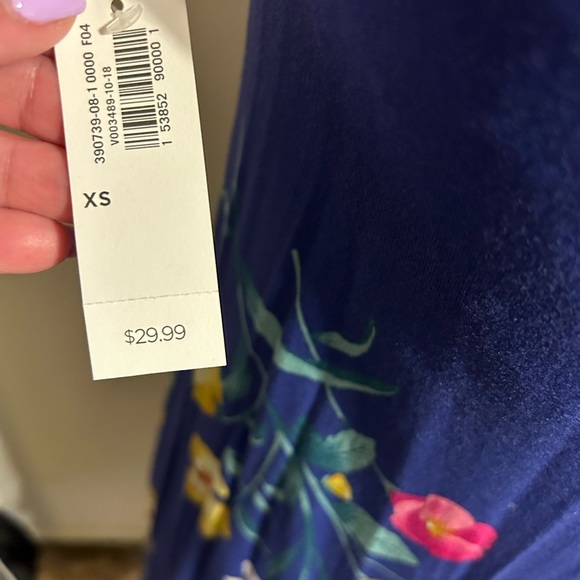 390739-08-1 0000 F04
V003489-10-18
1 53852 90000 1
XS
$29.99